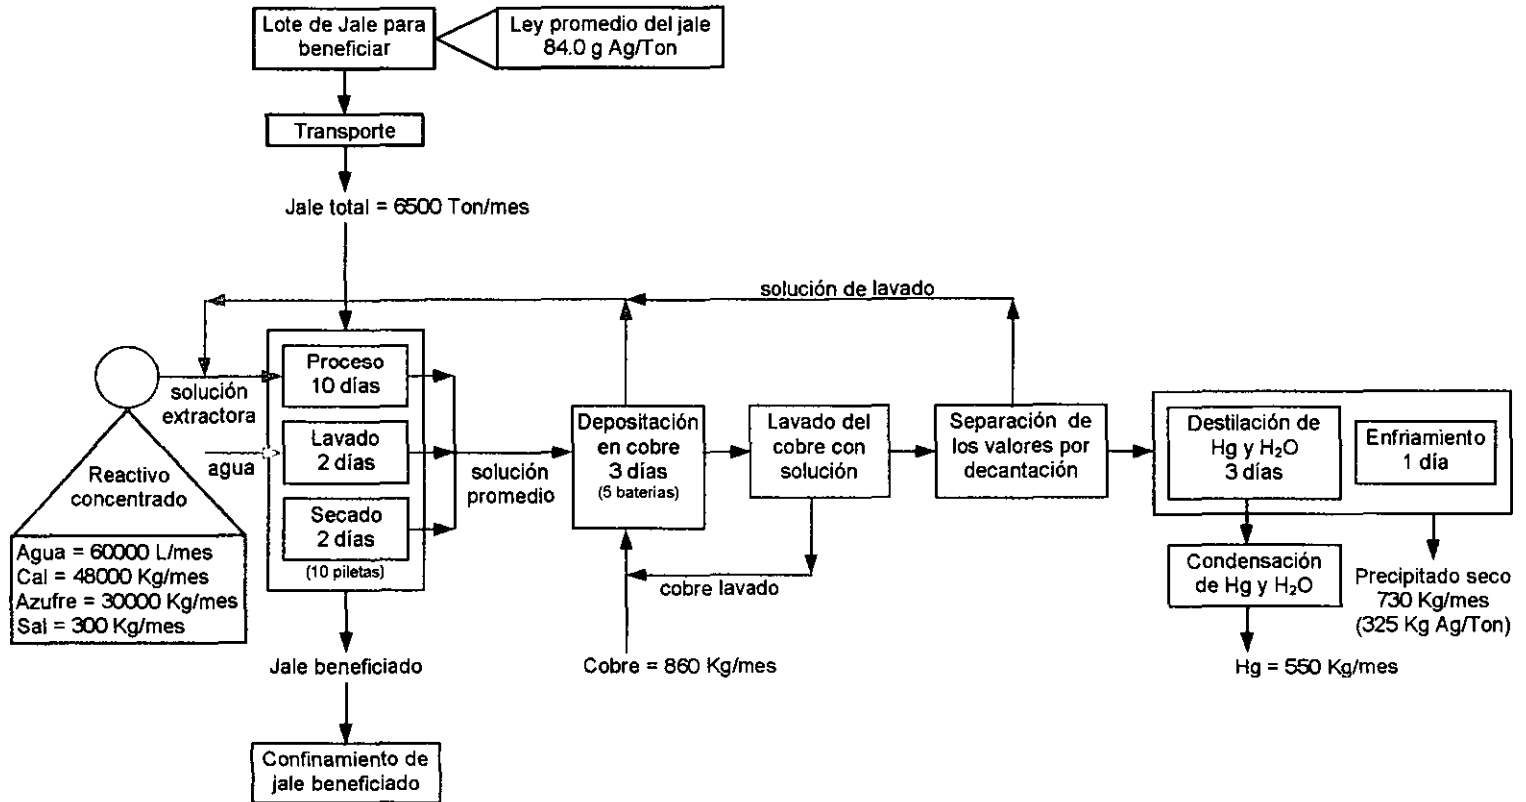 Lote de Jale para
beneficiar
Ley promedio del jale
84.0 g Ag/Ton
Transporte
Jale total = 6500 Ton/mes
solución de lavado
Proceso
10 días
solución
extractora
Reactivo
concentrado
Agua = 60000 L/mes
Cal = 48000 Kg/mes
Azufre = 30000 Kg/mes
Sal = 300 Kg/mes
agua
Lavado
2 días
Secado
2 días
(10 piletas)
solución
promedio
Depositación
en cobre
3 días
(5 baterias)
Lavado del
cobre con
solución
cobre lavado
Cobre = 860 Kg/mes
Separación de
los valores por
decantación
Destilación de
Hg y H₂O
3 días
Enfriamiento
1 día
Condensación
de Hg y H₂O
Hg = 550 Kg/mes
Precipitado seco
730 Kg/mes
(325 Kg Ag/Ton)
Jale beneficiado
Confinamiento de
jale beneficiado